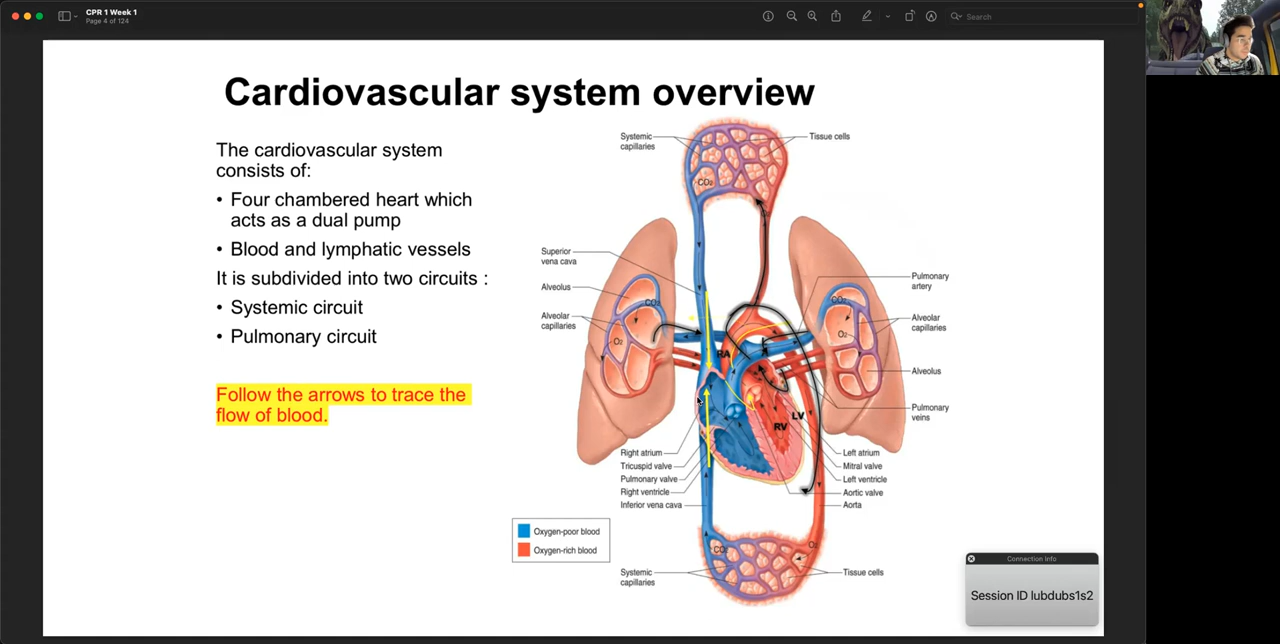 CPR 1 Week 1
Page 4 of 124
Search
Cardiovascular system overview
The cardiovascular system
consists of:
• Four chambered heart which
acts as a dual pump
• Blood and lymphatic vessels
It is subdivided into two circuits :
• Systemic circuit
• Pulmonary circuit
Follow the arrows to trace the
flow of blood.
Systemic
capillaries
Tissue cells
CO₂
Superior
vena cava
Alveolus
Alveolar
capillaries
CO₂
O₂
Pulmonary
artery
CO₂
O₂
Alveolar
capillaries
Alveolus
Pulmonary
veins
RA
LV
RV
Right atrium
Tricuspid valve
Pulmonary valve
Right ventricle
Inferior vena cava
Left atrium
Mitral valve
Left ventricle
Aortic valve
Aorta
Oxygen-poor blood
Oxygen-rich blood
CO₂
O₂
Systemic
capillaries
Tissue cells
Connection Info
Session ID lubdubs1s2